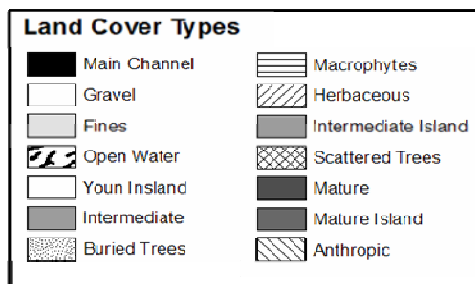 Land Cover Types
Main Channel
Gravel
Fines
Open Water
Youn Insland
Intermediate
Buried Trees
Macrophytes
Herbaceous
Intermediate Island
Scattered Trees
Mature
Mature Island
Anthropic